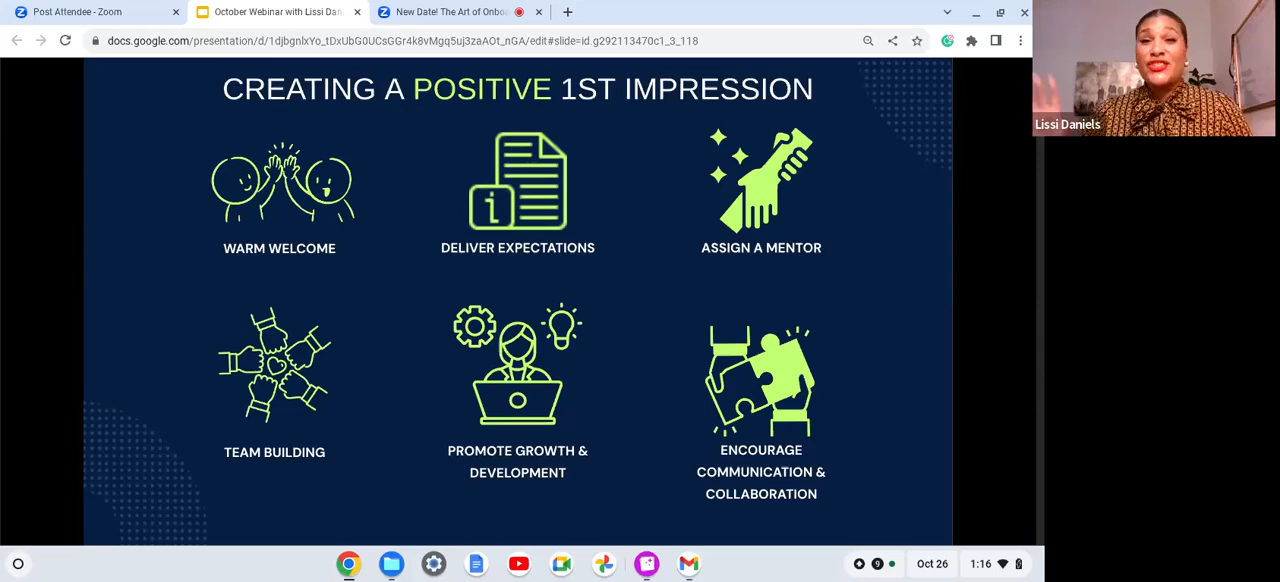 Post Attendee - Zoom
October Webinar with Lissi Dan
New Date! The Art of Onbo
docs.google.com/presentation/d/1djbgnlxYo_tDxUbG0UCsGGr4k8vMgq5uj3zaAOt_nGA/edit#slide=id.g292113470c1_3_118
Lissi Daniels
CREATING A POSITIVE 1ST IMPRESSION
WARM WELCOME
DELIVER EXPECTATIONS
ASSIGN A MENTOR
TEAM BUILDING
PROMOTE GROWTH &
DEVELOPMENT
ENCOURAGE
COMMUNICATION &
COLLABORATION
9
Oct 26
1:16